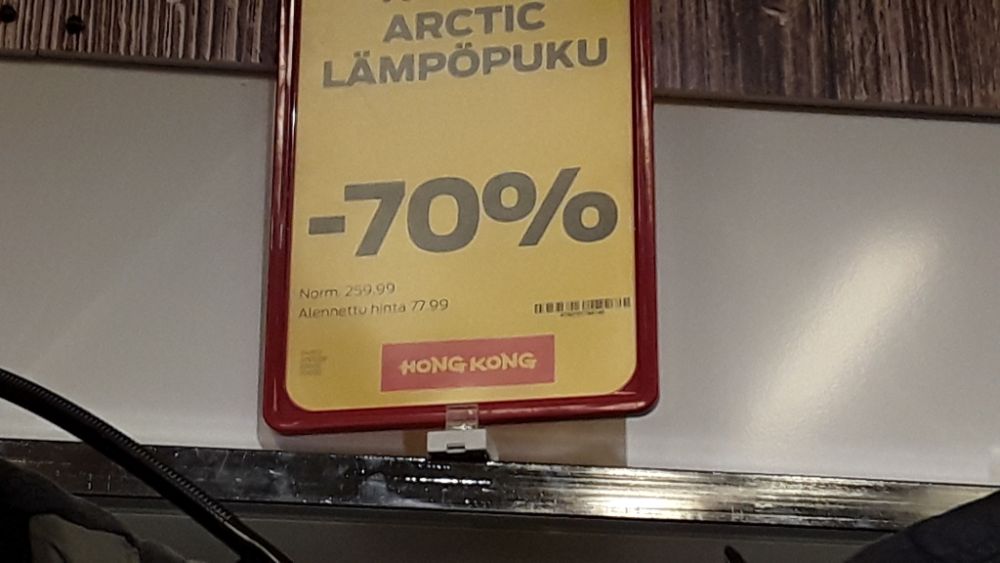 ARCTIC
LÄMPÖPUKU
-70%
Norm. 259.99
Alennettu hinta 77.99
HONG KONG